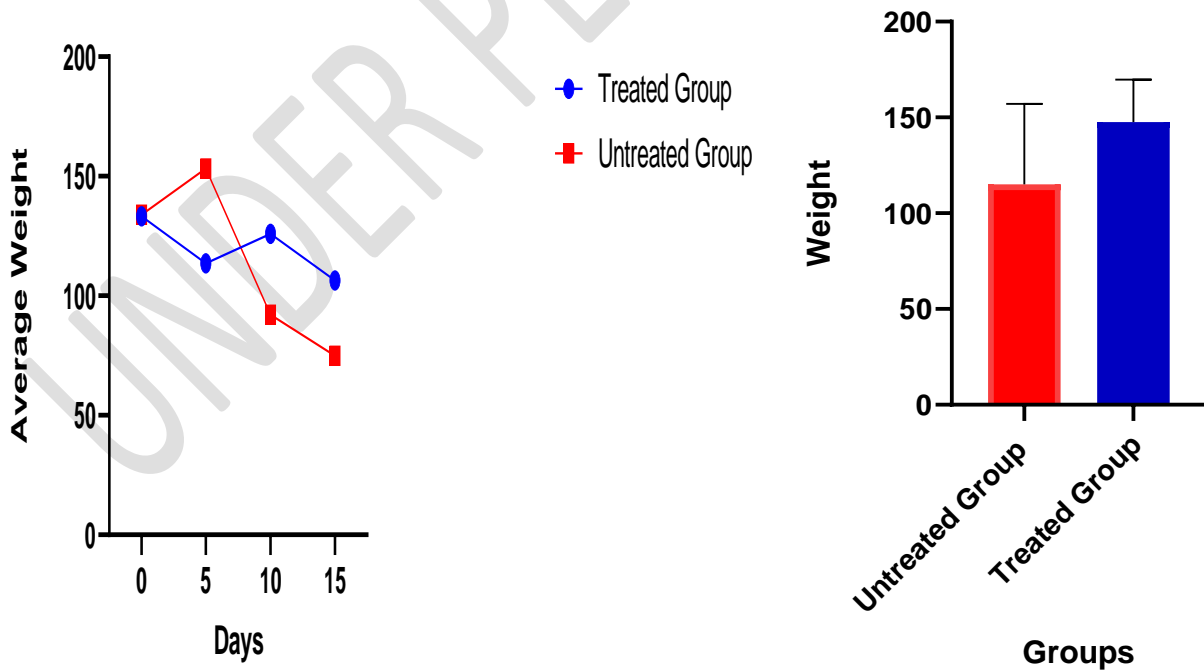 200
150
100
50
0
Average Weight
0 5 10 15
Days
Treated Group
Untreated Group
UNDER PE
200
150
100
50
0
Weight
Untreated Group
Treated Group
Groups